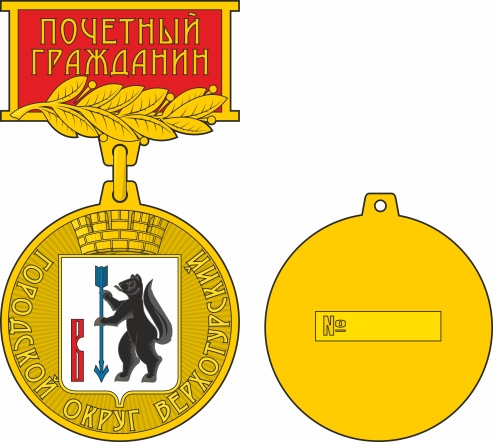 ПОЧЕТНЫЙ
ГРАЖДАНИН
ГОРОДСКОЙ ОКРУГ ВЕРХОТУРСКИЙ
В
№